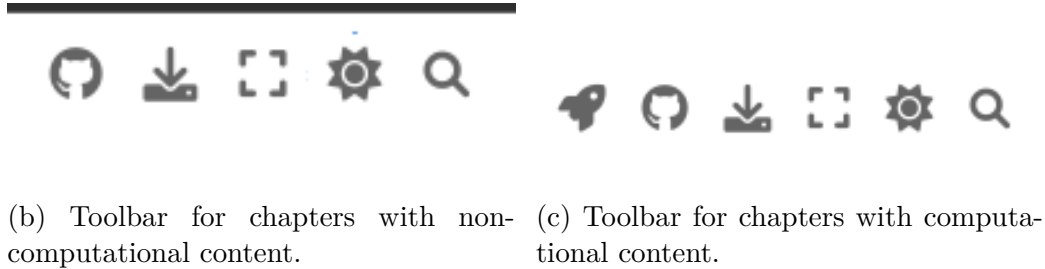 (b) Toolbar for chapters with non-
computational content.
(c) Toolbar for chapters with computa-
tional content.